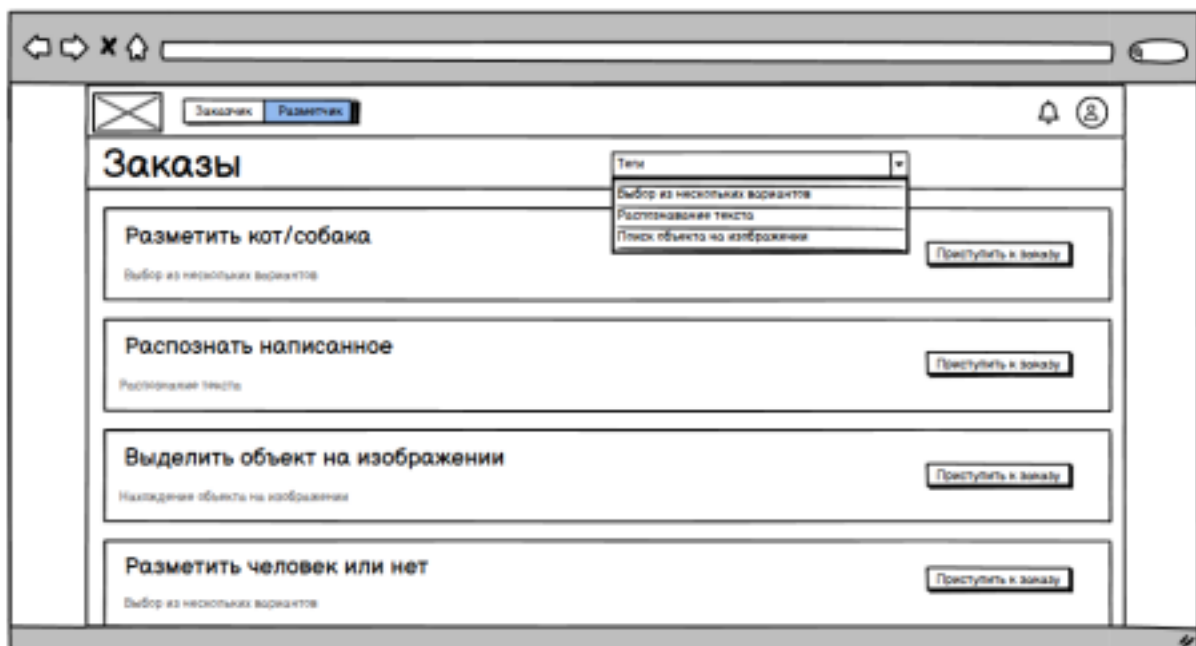 Заказчик Разметчик
Заказы
Теги
Выбор из нескольких вариантов
Распознавание текста
Поиск объекта на изображении
Разметить кот/собака
Выбор из нескольких вариантов
Приступить к заказу
Распознать написанное
текста
Приступить к заказу
Выделить объект на изображении
Нахождение объекта на изображении
Приступить к заказу
Разметить человек или нет
Выбор из нескольких вариантов
Приступить к заказу